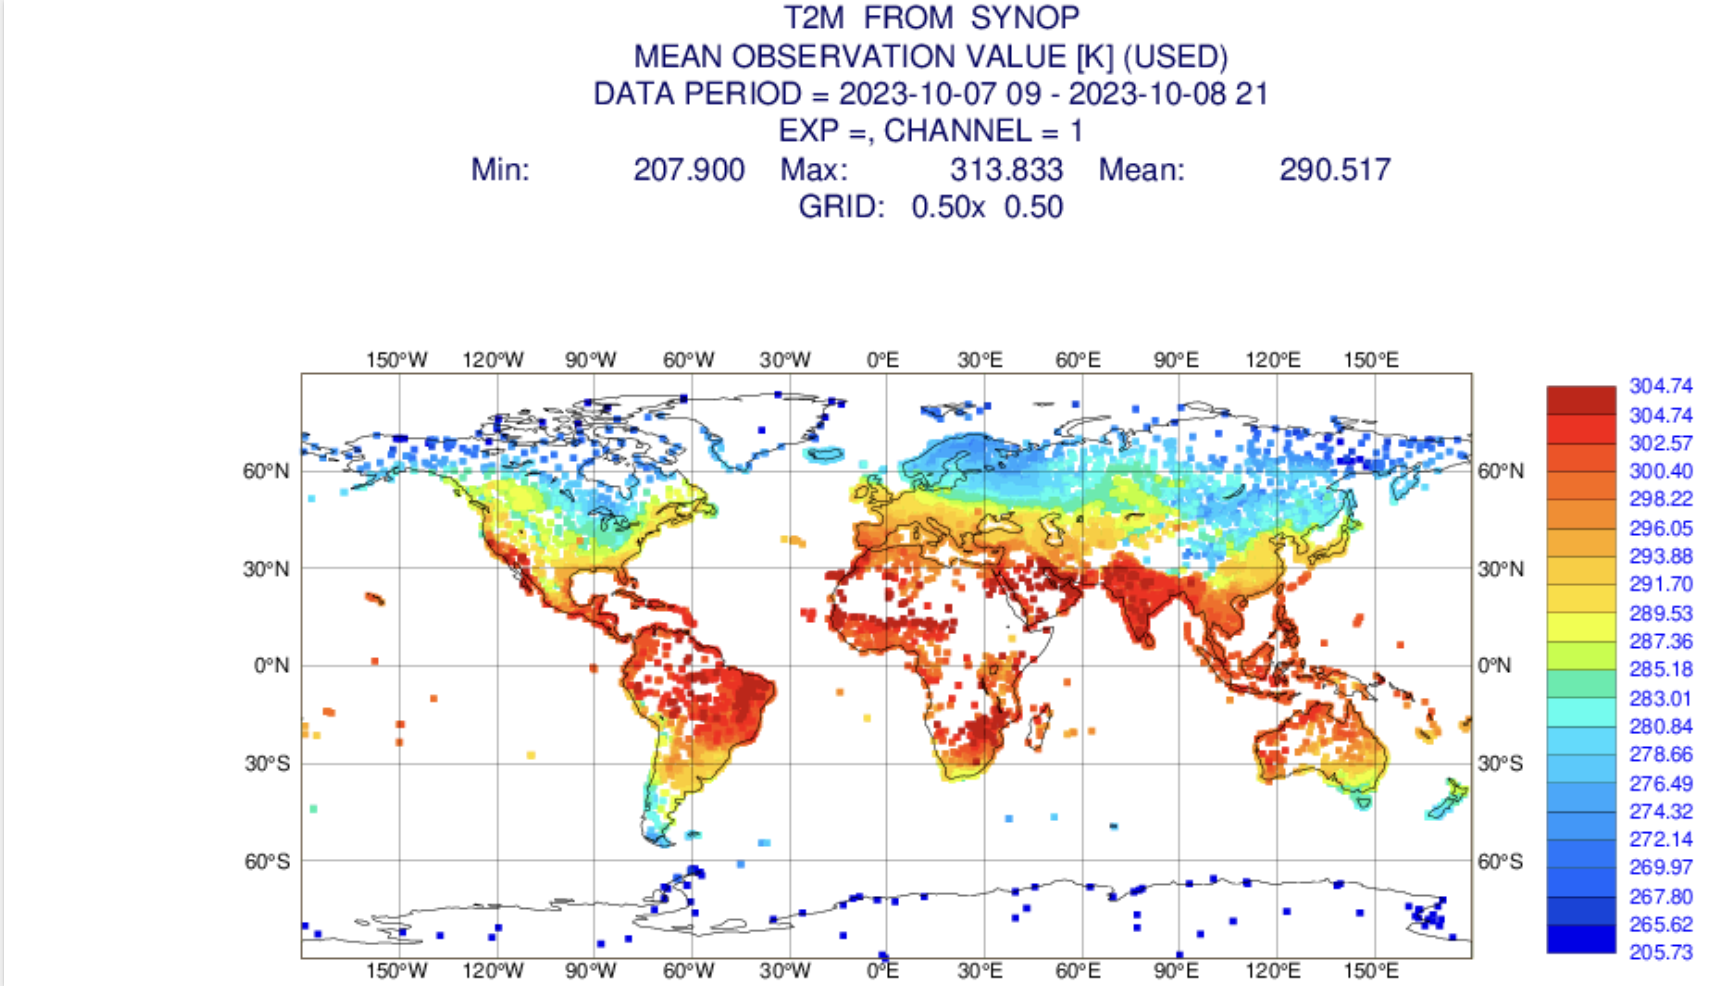 T2M FROM SYNOP
MEAN OBSERVATION VALUE [K] (USED)
DATA PERIOD = 2023-10-07 09 - 2023-10-08 21
EXP =, CHANNEL = 1
Min: 207.900 Max: 313.833 Mean: 290.517
GRID: 0.50x 0.50
150°W 120°W 90°W 60°W 30°W 0°E 30°E 60°E 90°E 120°E 150°E
60°N 60°N
30°N 30°N
0°N 0°N
30°S 30°S
60°S 60°S
150°W 120°W 90°W 60°W 30°W 0°E 30°E 60°E 90°E 120°E 150°E
304.74
304.74
302.57
300.40
298.22
296.05
293.88
291.70
289.53
287.36
285.18
283.01
280.84
278.66
276.49
274.32
272.14
269.97
267.80
265.62
205.73